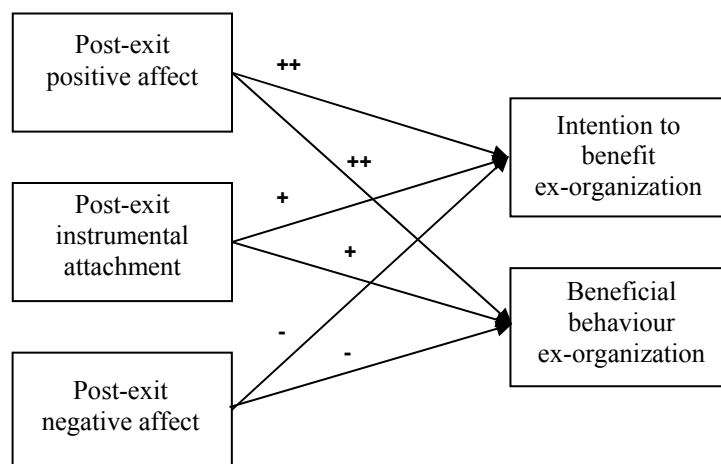 Post-exit
positive affect
++
Intention to
benefit
ex-organization
++
Post-exit
instrumental
attachment
+
+
Beneficial
behaviour
ex-organization
-
-
Post-exit
negative affect